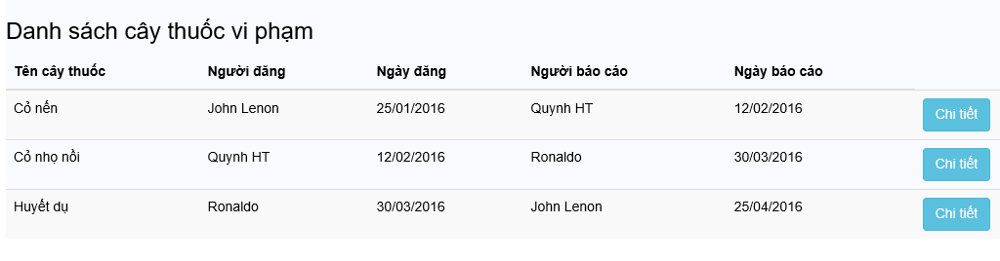 Danh sách cây thuốc vi phạm
Tên cây thuốc Người đăng Ngày đăng Người báo cáo Ngày báo cáo
Cỏ nến John Lenon 25/01/2016 Quynh HT 12/02/2016 Chi tiết
Cỏ nhọ nồi Quynh HT 12/02/2016 Ronaldo 30/03/2016 Chi tiết
Huyết dụ Ronaldo 30/03/2016 John Lenon 25/04/2016 Chi tiết